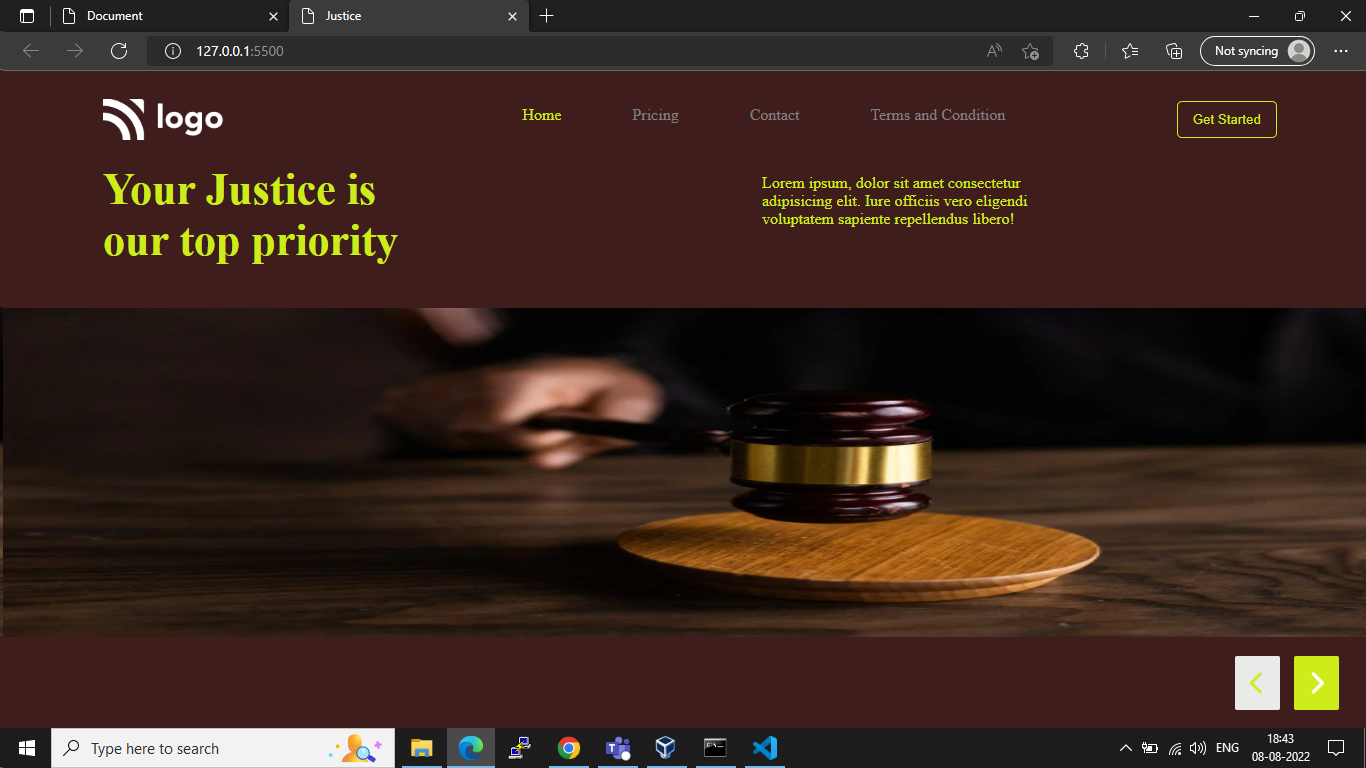 Document
Justice
127.0.0.1:5500
Not syncing
logo
Home
Pricing
Contact
Terms and Condition
Get Started
Your Justice is
our top priority
Lorem ipsum, dolor sit amet consectetur
adipisicing elit. Iure officiis vero eligendi
voluptatem sapiente repellendus libero!
Type here to search
ENG
18:43
08-08-2022